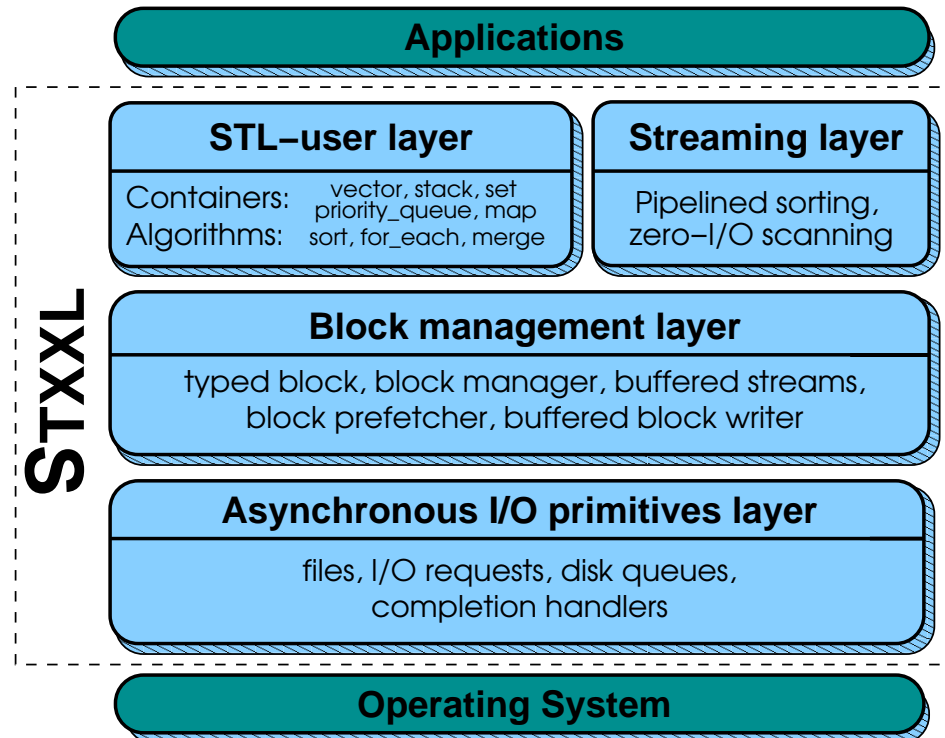 Applications
STXXL
STL–user layer
Containers: vector, stack, set
priority_queue, map
Algorithms: sort, for_each, merge
Streaming layer
Pipelined sorting,
zero–I/O scanning
Block management layer
typed block, block manager, buffered streams,
block prefetcher, buffered block writer
Asynchronous I/O primitives layer
files, I/O requests, disk queues,
completion handlers
Operating System